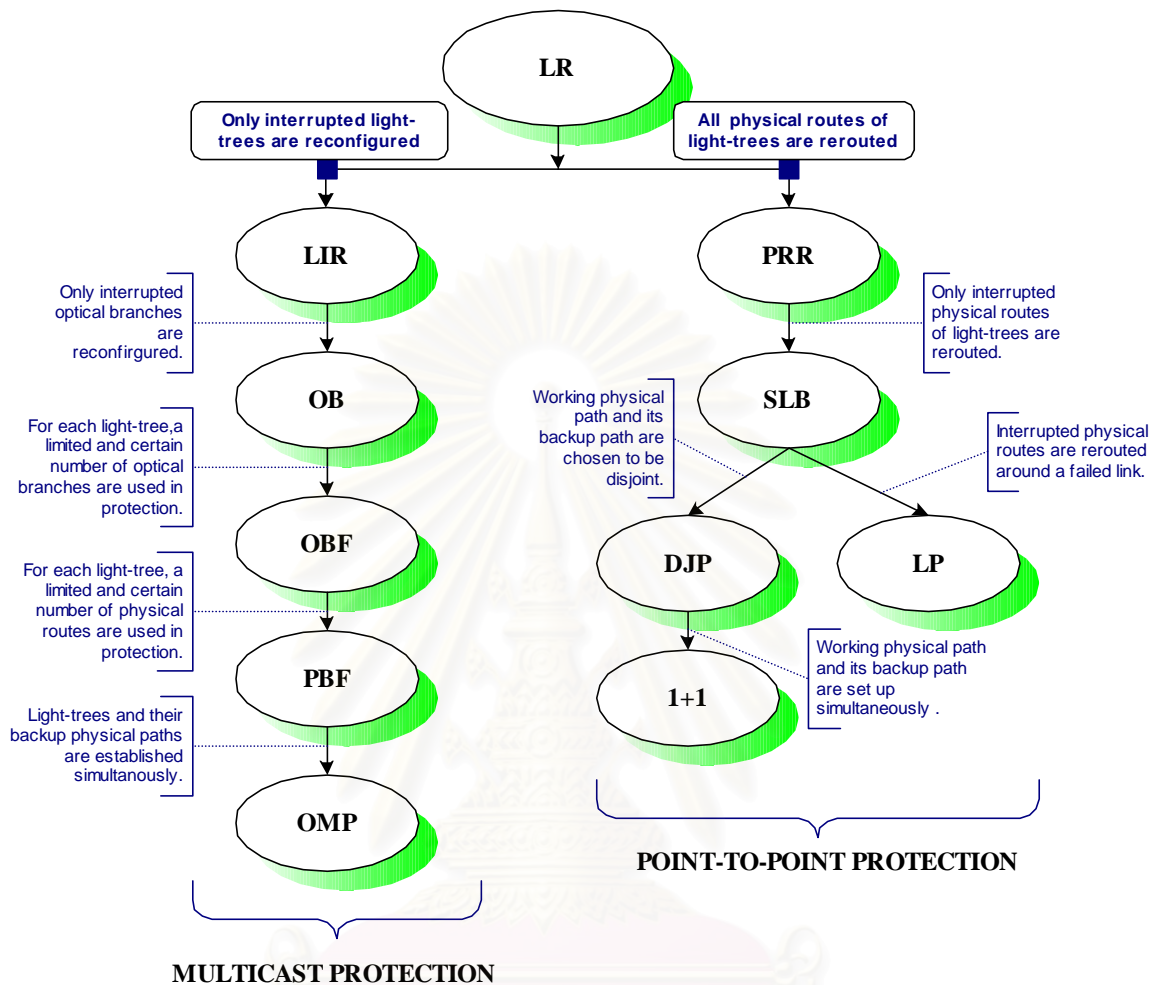 LR
Only interrupted light-
trees are reconfigured
All physical routes of
light-trees are rerouted
LIR
PRR
Only interrupted
optical branches
are
reconfirgured.
Only interrupted
physical routes
of light-trees are
rerouted.
OB
SLB
Working physical
path and its
backup path are
chosen to be
disjoint.
Interrupted physical
routes are rerouted
around a failed link.
For each light-tree,a
limited and certain
number of optical
branches are used in
protection.
OBF
DJP
LP
For each light-tree, a
limited and certain
number of physical
routes are used in
protection.
Working physical path
and its backup path
are set up
simultaneously .
PBF
1+1
Light-trees and their
backup physical paths
are established
simultanously.
OMP
POINT-TO-POINT PROTECTION
MULTICAST PROTECTION